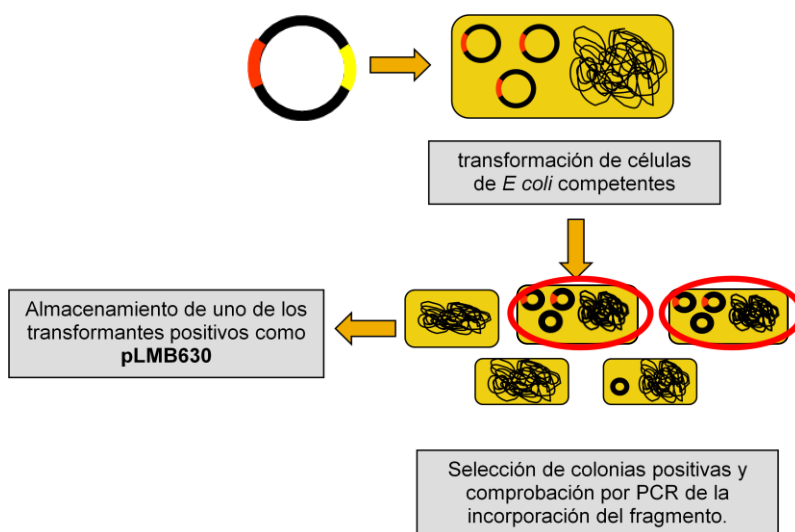 transformación de células
de E coli competentes
Almacenamiento de uno de los
transformantes positivos como
pLMB630
Selección de colonias positivas y
comprobación por PCR de la
incorporación del fragmento.